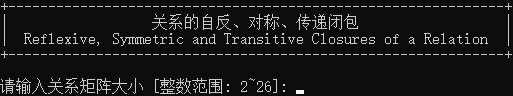 关系的自反、对称、传递闭包
Reflexive, Symmetric and Transitive Closures of a Relation
请输入关系矩阵大小 [整数范围: 2~26]: